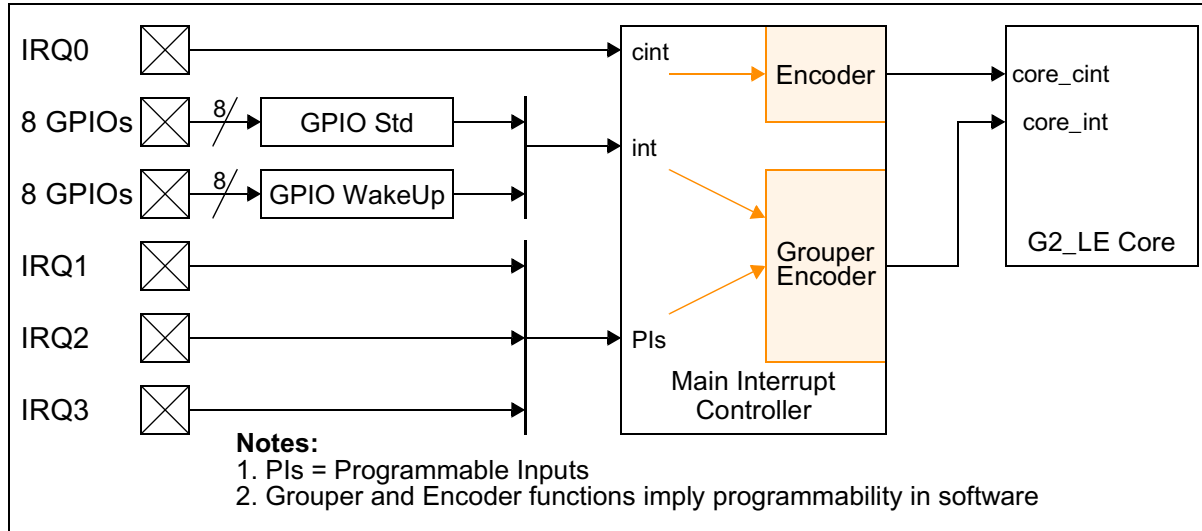 IRQ0
cint
Encoder
core_cint
8 GPIOs
8
GPIO Std
int
core_int
8 GPIOs
8
GPIO WakeUp
Grouper
Encoder
G2_LE Core
IRQ1
IRQ2
PIs
IRQ3
Main Interrupt
Controller
Notes:
1. PIs = Programmable Inputs
2. Grouper and Encoder functions imply programmability in software